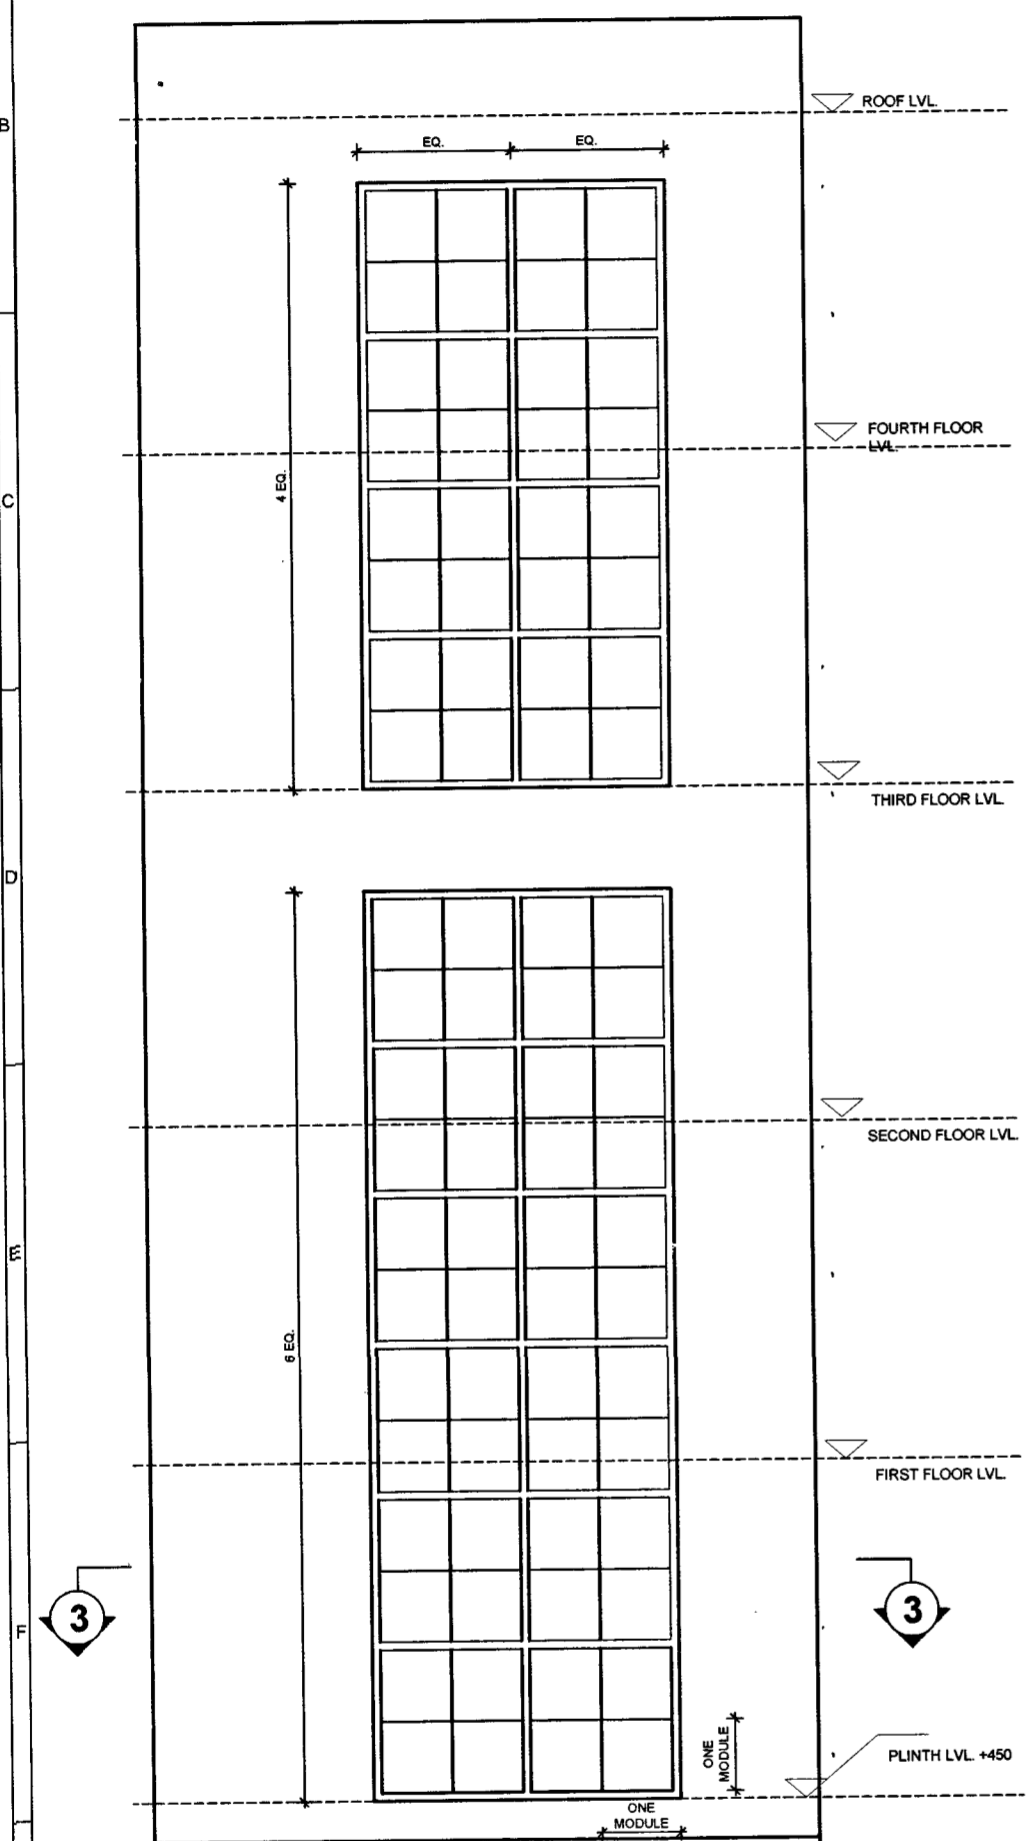 ROOF LVL.
B
EQ.
EQ.
FOURTH FLOOR
LVL.
4 EQ.
C
THIRD FLOOR LVL
D
SECOND FLOOR LVL.
E
6 EQ.
FIRST FLOOR LVL.
3
3
F
ONE
MODULE
PLINTH LVL. +450
ONE
MODULE